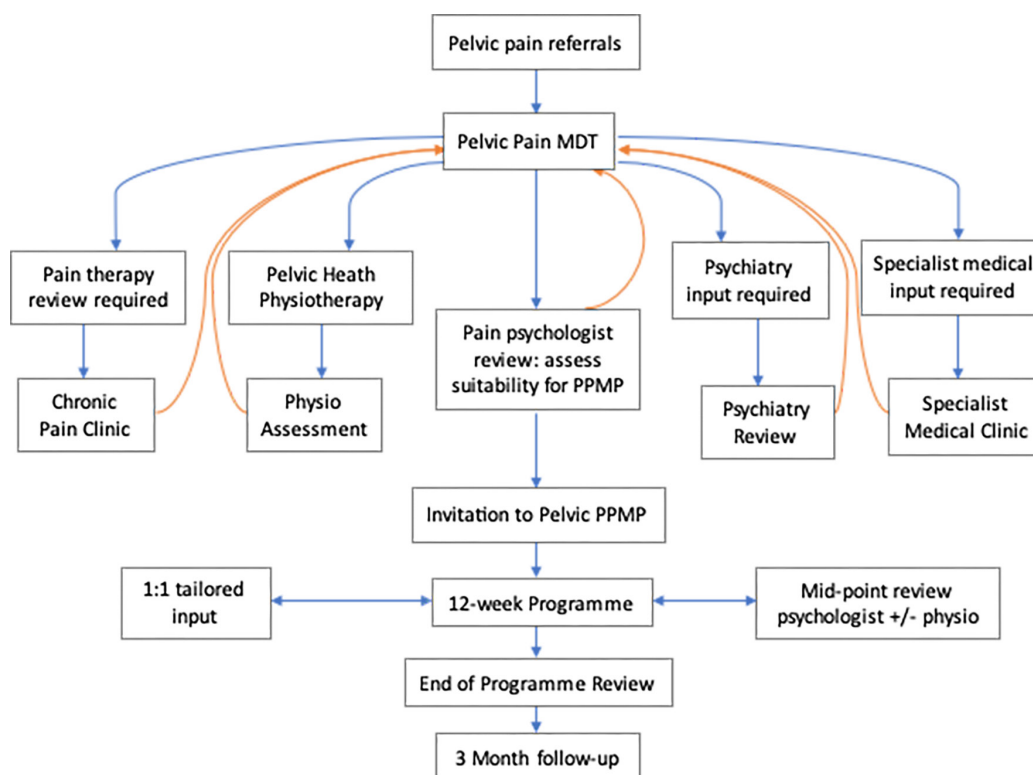 Pelvic pain referrals
Pelvic Pain MDT
Pain therapy
review required
Pelvic Heath
Physiotherapy
Pain psychologist
review: assess
suitability for PPMP
Psychiatry
input required
Specialist medical
input required
Chronic
Pain Clinic
Physio
Assessment
Psychiatry
Review
Specialist
Medical Clinic
Invitation to Pelvic PPMP
1:1 tailored
input
12-week Programme
Mid-point review
psychologist +/- physio
End of Programme Review
3 Month follow-up